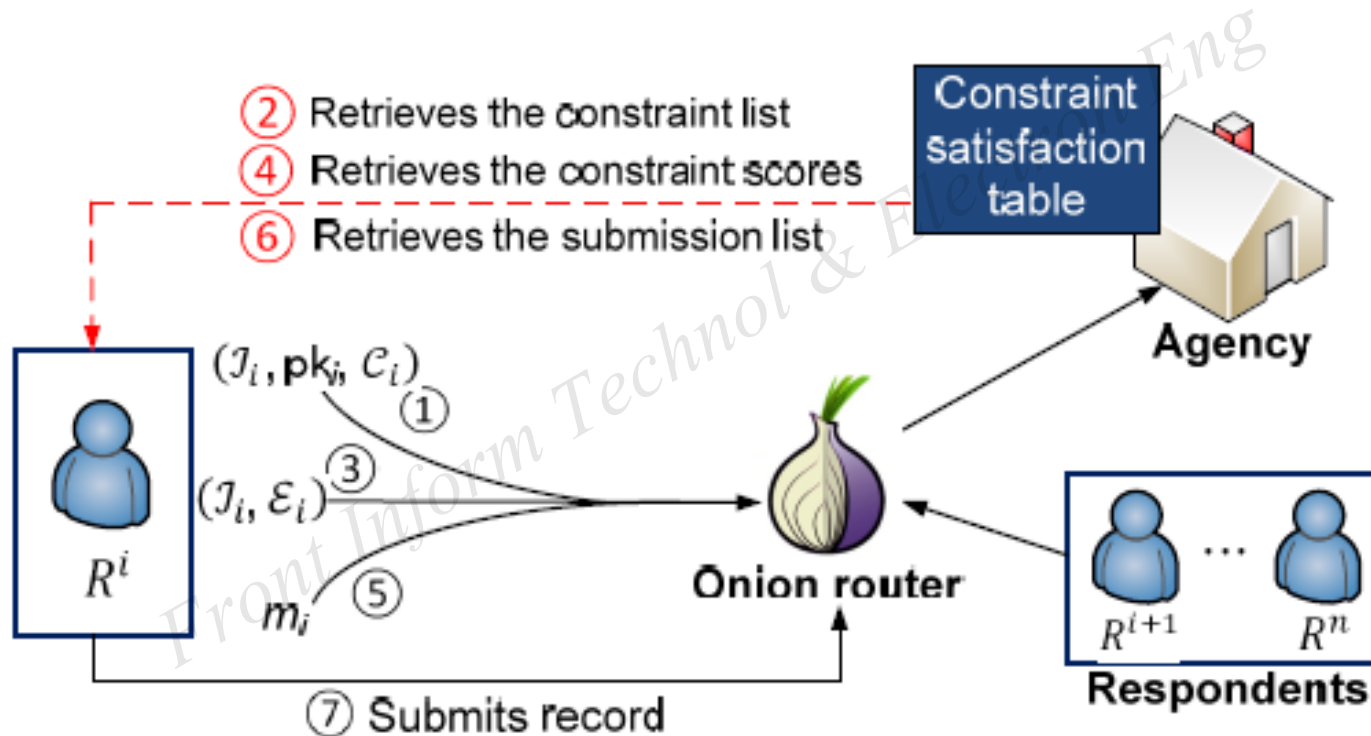 ② Retrieves the constraint list
④ Retrieves the constraint scores
⑥ Retrieves the submission list
Constraint
satisfaction
table
Agency
(ℐᵢ, pkᵢ, 𝒞ᵢ)
①
(ℐᵢ, ℰᵢ)
③
mᵢ
⑤
Rⁱ
Onion router
Rⁱ⁺¹
...
Rⁿ
Respondents
⑦ Submits record
Front Inform Technol & Electron Eng